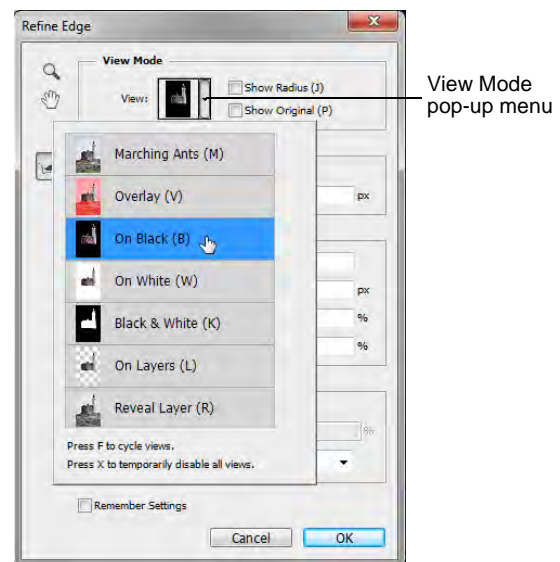 Refine Edge
View Mode
View:
Show Radius (J)
Show Original (P)
View Mode
pop-up menu
Marching Ants (M)
Overlay (V)
px
On Black (B)
On White (W)
px
Black & White (K)
%
On Layers (L)
%
Reveal Layer (R)
%
Press F to cycle views.
Press X to temporarily disable all views.
Remember Settings
Cancel
OK